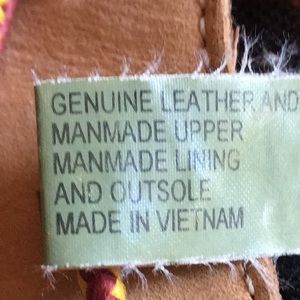 GENUINE LEATHER AND
MANMADE UPPER
MANMADE LINING
AND OUTSOLE
MADE IN VIETNAM